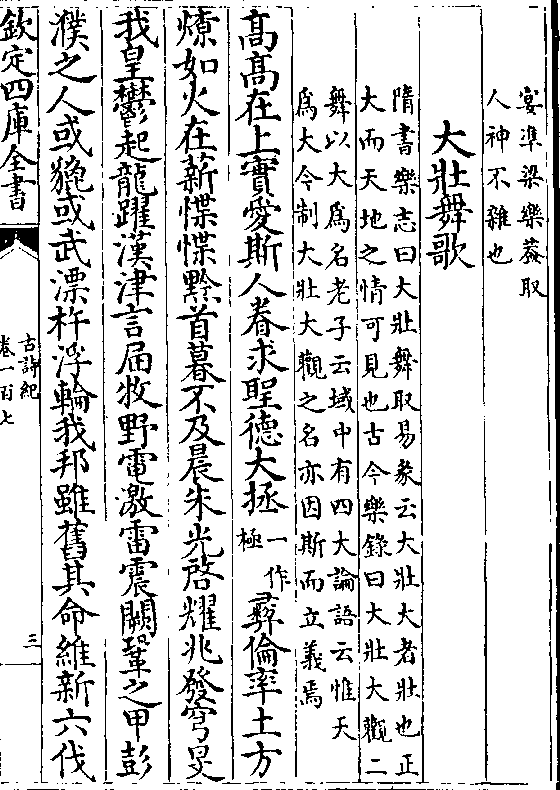 宴準梁樂蓋取
人神不雜也
大壯舞歌
隋書樂志曰大壯舞取易彖云大壯大者壯也正
大而天地之情可見也古今樂錄曰大壯大觀二
舞以大為名老子云域中有四大論語云惟天
為大今制大壯大觀之名亦因斯而立義焉
高高在上實愛斯人眷求聖德大拯一作極彛倫率土方
燎如火在薪惵惵黔首暮不及晨朱光啓耀兆發穹旻
我皇鬱起龍躍漢津言届牧野電激雷震闕鞏之甲彭
濮之人或貔或武漂杵浮輪我邦雖舊其命維新六伐
欽定四庫全書
古詩紀
卷一百七
三